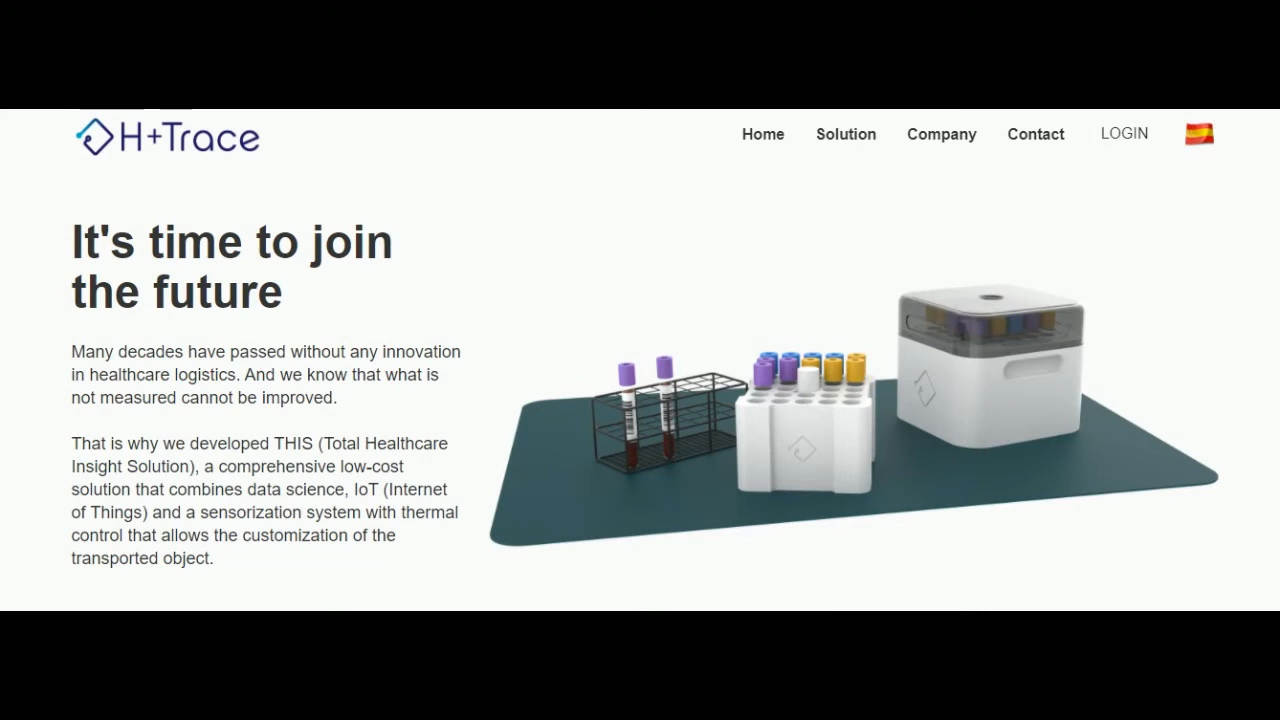 H+Trace
Home Solution Company Contact LOGIN
It's time to join
the future
Many decades have passed without any innovation
in healthcare logistics. And we know that what is
not measured cannot be improved.
That is why we developed THIS (Total Healthcare
Insight Solution), a comprehensive low-cost
solution that combines data science, IoT (Internet
of Things) and a sensorization system with thermal
control that allows the customization of the
transported object.